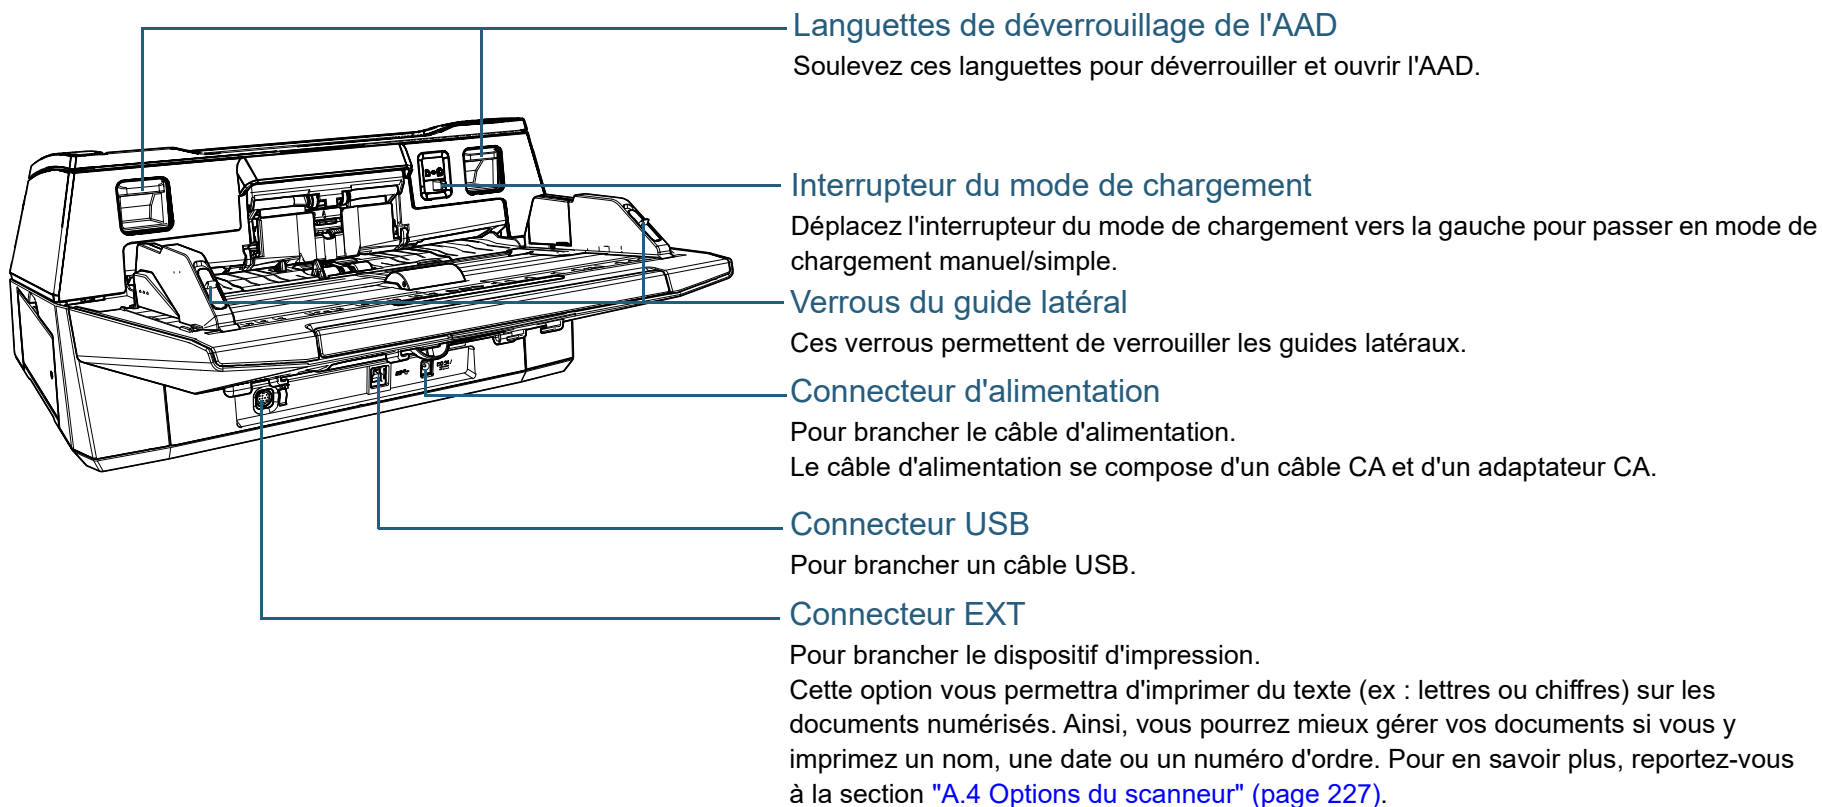 Languettes de déverrouillage de l'AAD
Soulevez ces languettes pour déverrouiller et ouvrir l'AAD.
Interrupteur du mode de chargement
Déplacez l'interrupteur du mode de chargement vers la gauche pour passer en mode de
chargement manuel/simple.
Verrous du guide latéral
Ces verrous permettent de verrouiller les guides latéraux.
Connecteur d'alimentation
Pour brancher le câble d'alimentation.
Le câble d'alimentation se compose d'un câble CA et d'un adaptateur CA.
Connecteur USB
Pour brancher un câble USB.
Connecteur EXT
Pour brancher le dispositif d'impression.
Cette option vous permettra d'imprimer du texte (ex : lettres ou chiffres) sur les
documents numérisés. Ainsi, vous pourrez mieux gérer vos documents si vous y
imprimez un nom, une date ou un numéro d'ordre. Pour en savoir plus, reportez-vous
à la section "A.4 Options du scanneur" (page 227).